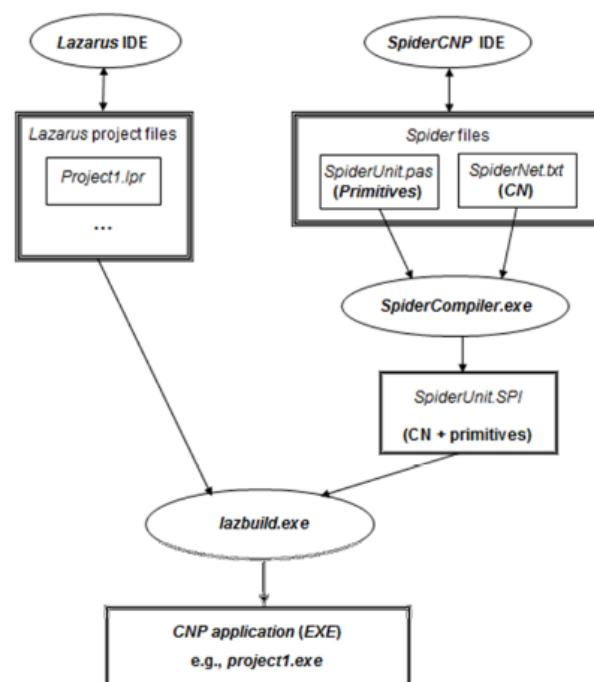 Lazarus IDE
SpiderCNP IDE
Lazarus project files
Project1.lpr
...
Spider files
SpiderUnit.pas
(Primitives)
SpiderNet.txt
(CN)
SpiderCompiler.exe
SpiderUnit.SPI
(CN + primitives)
lazbuild.exe
CNP application (EXE)
e.g., project1.exe